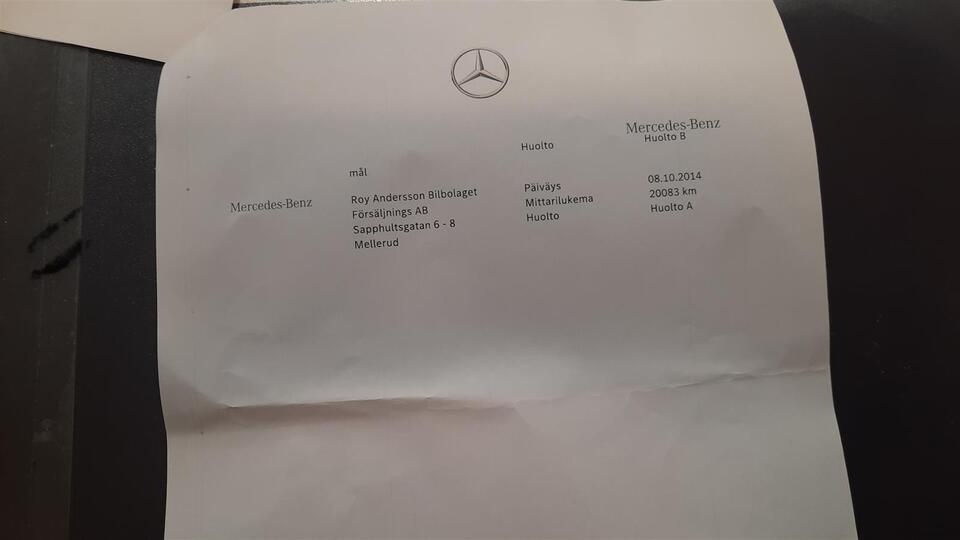 Mercedes-Benz
Huolto Huolto B
mål
Mercedes-Benz
Roy Andersson Bilbolaget
Försäljnings AB
Sapphultsgatan 6 - 8
Mellerud
Päiväys 08.10.2014
Mittarilukema 20083 km
Huolto Huolto A